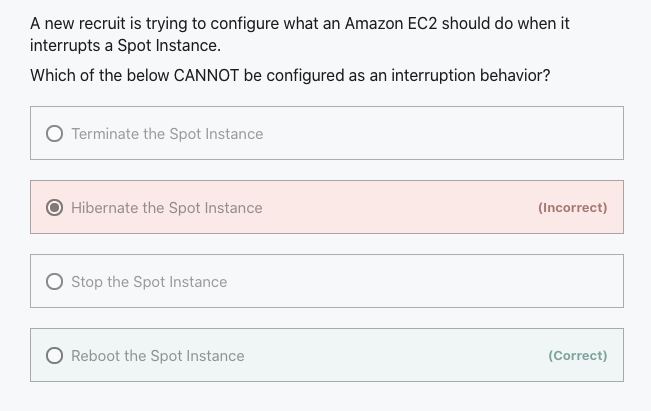 A new recruit is trying to configure what an Amazon EC2 should do when it
interrupts a Spot Instance.
Which of the below CANNOT be configured as an interruption behavior?
Terminate the Spot Instance
Hibernate the Spot Instance (Incorrect)
Stop the Spot Instance
Reboot the Spot Instance (Correct)